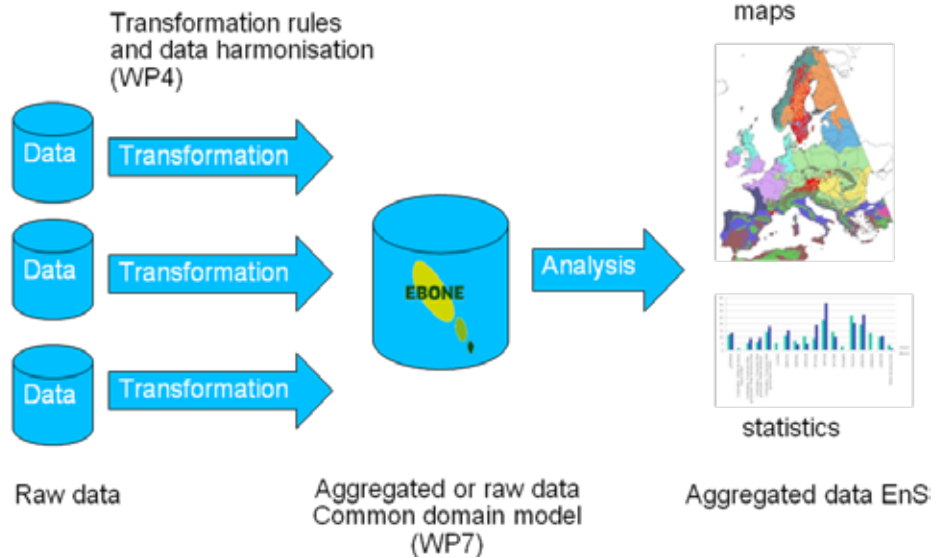 Transformation rules
and data harmonisation
(WP4)
maps
Data
Transformation
Data
Transformation
Data
Transformation
EBONE
Analysis
statistics
Raw data
Aggregated or raw data
Common domain model
(WP7)
Aggregated data EnS